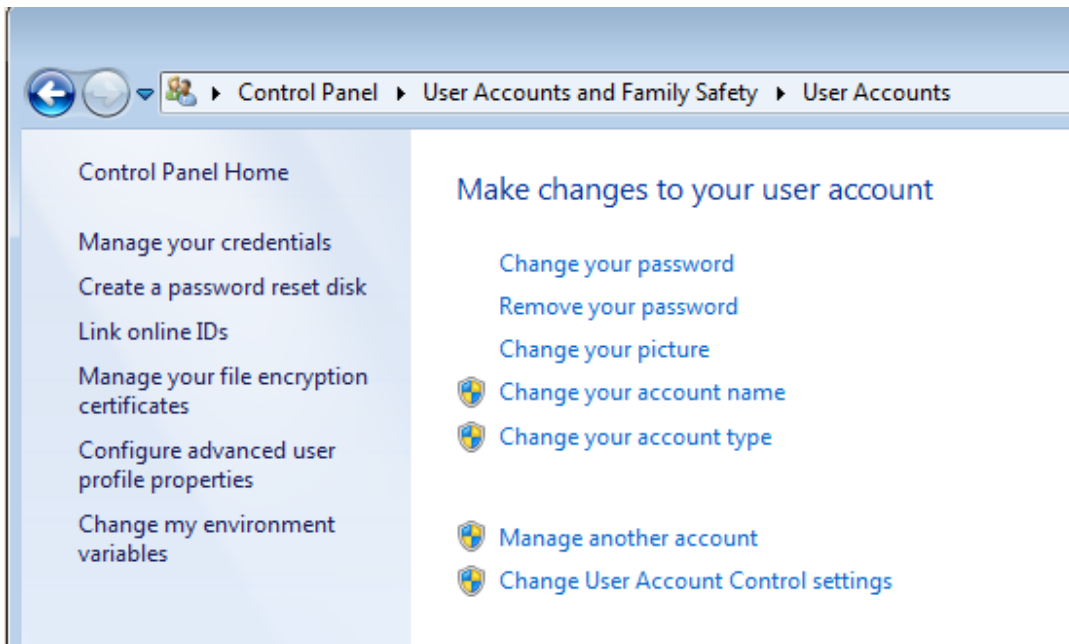 Control Panel ▸ User Accounts and Family Safety ▸ User Accounts
Control Panel Home
Manage your credentials
Create a password reset disk
Link online IDs
Manage your file encryption
certificates
Configure advanced user
profile properties
Change my environment
variables
Make changes to your user account
Change your password
Remove your password
Change your picture
Change your account name
Change your account type
Manage another account
Change User Account Control settings